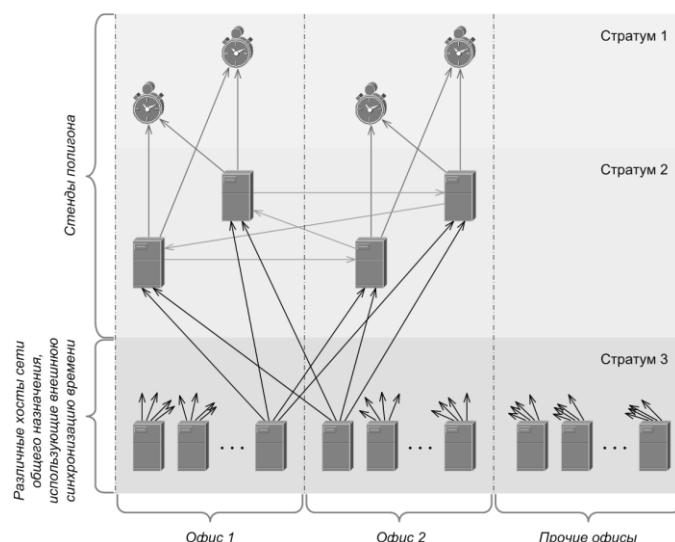 Стратум 1
Стратум 2
Стенды полигона
Стратум 3
Различные хосты сети
общего назначения,
использующие внешнюю
синхронизацию времени
Офис 1
Офис 2
Прочие офисы